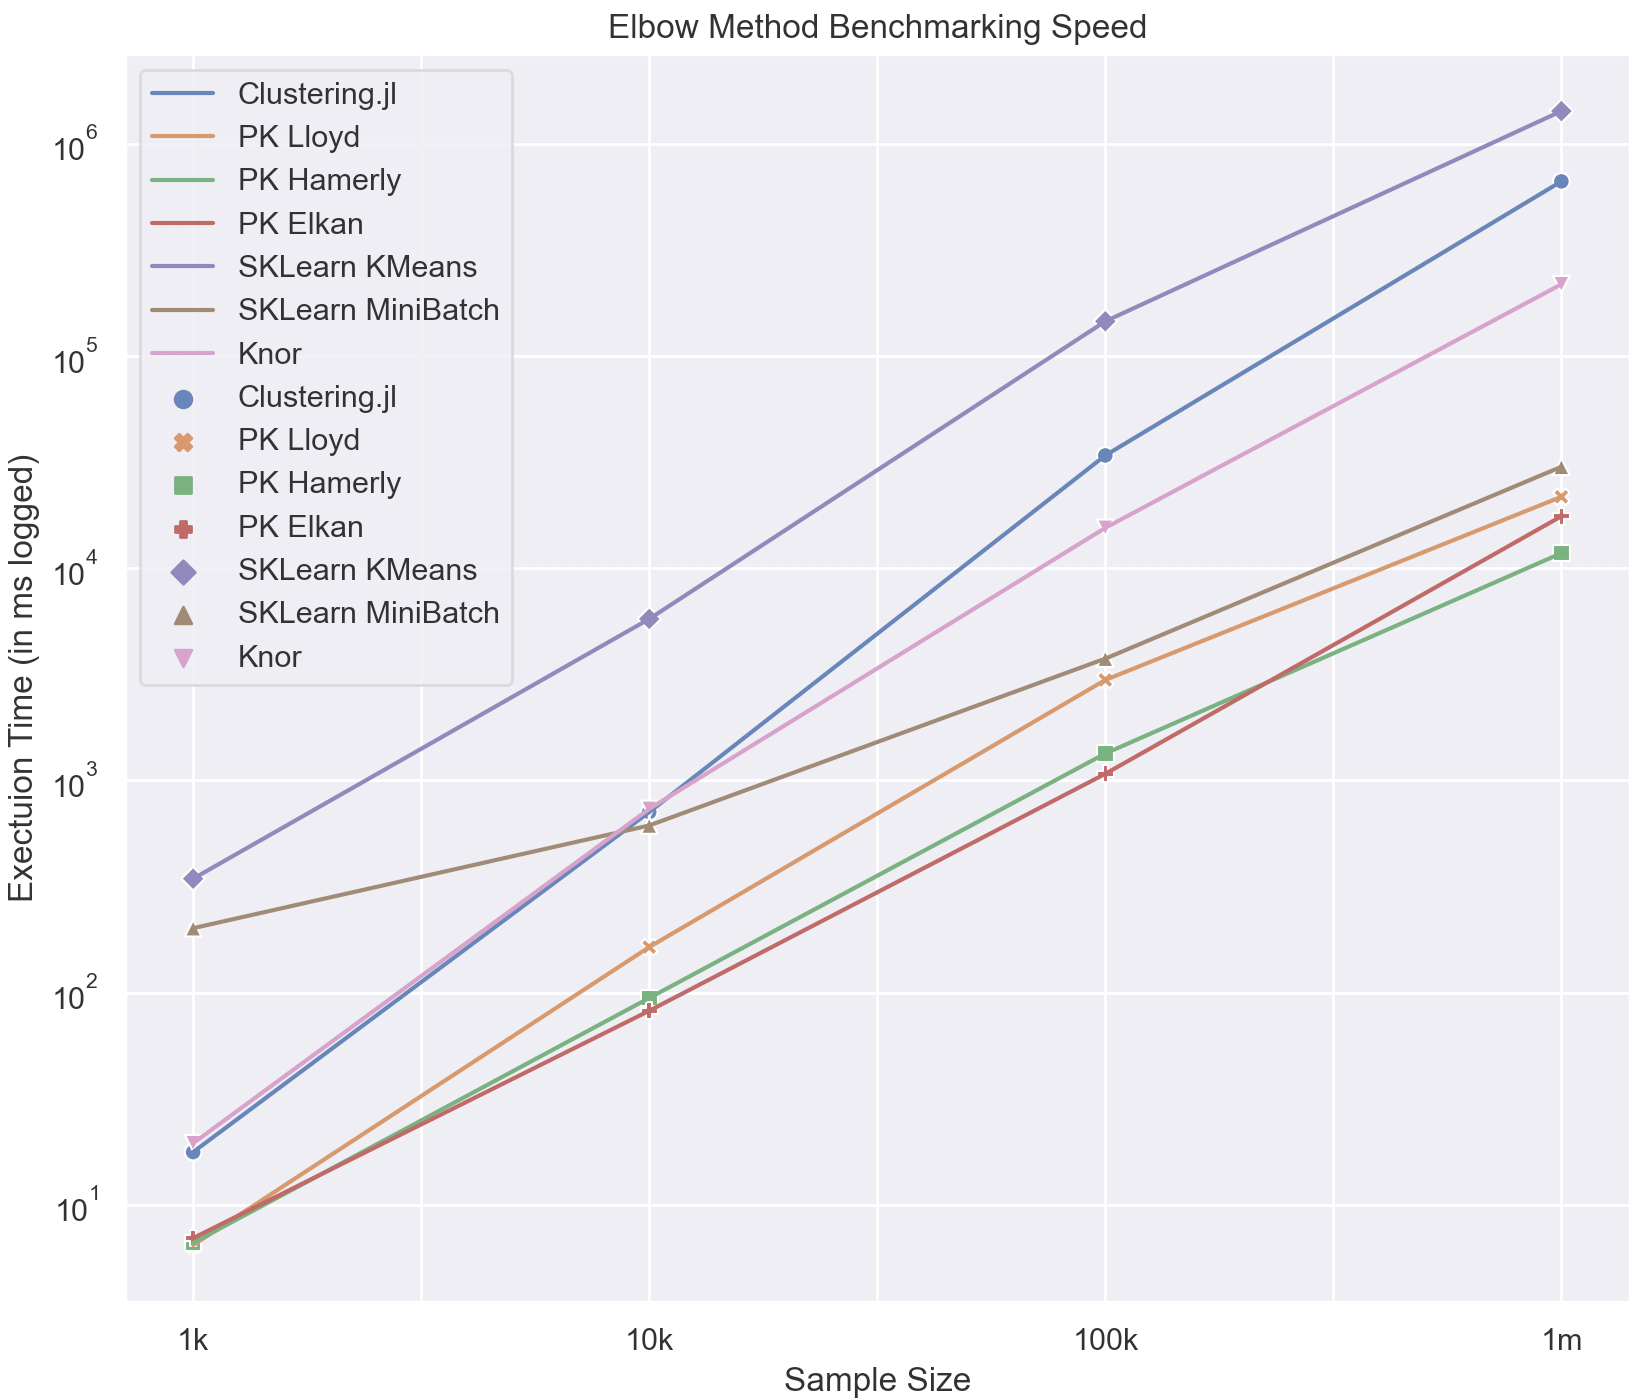 Elbow Method Benchmarking Speed
Clustering.jl
PK Lloyd
PK Hamerly
PK Elkan
SKLearn KMeans
SKLearn MiniBatch
Knor
Clustering.jl
PK Lloyd
PK Hamerly
PK Elkan
SKLearn KMeans
SKLearn MiniBatch
Knor
Exectuion Time (in ms logged)
10^6
10^5
10^4
10^3
10^2
10^1
1k 10k 100k 1m
Sample Size